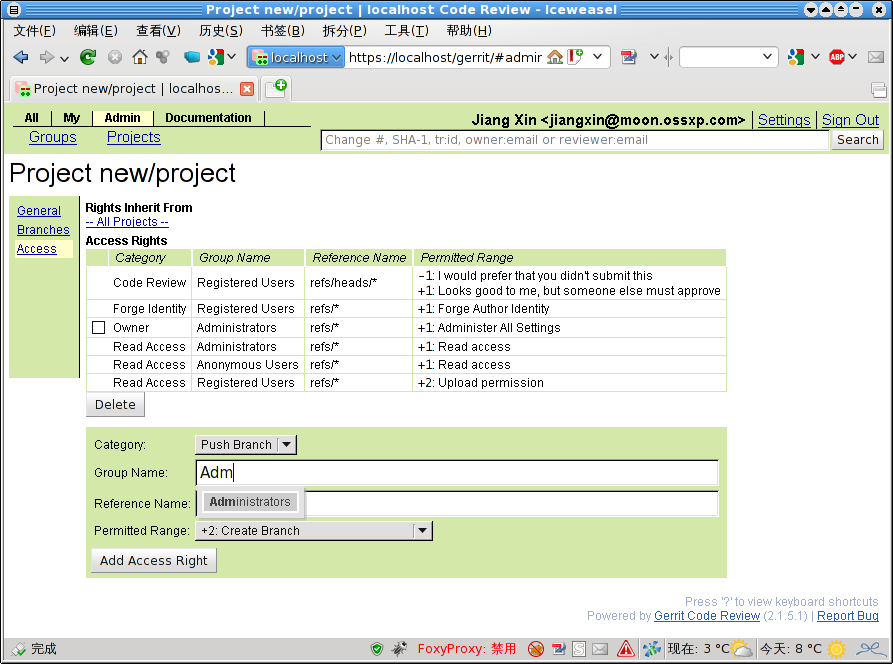 Project new/project | localhost Code Review - Iceweasel
文件(F) 编辑(E) 查看(V) 历史(S) 书签(B) 拆分(P) 工具(T) 帮助(H)
localhost https://localhost/gerrit/#admir ABP
Project new/project | localhos...
All My Admin Documentation Jiang Xin <jiangxin@moon.ossxp.com> Settings Sign Out
Groups Projects Change #, SHA-1, tr:id, owner:email or reviewer:email Search
Project new/project
General
Branches
Access
Rights Inherit From
-- All Projects --
Access Rights
Category Group Name Reference Name Permitted Range
Code Review Registered Users refs/heads/* −1: I would prefer that you didn't submit this
+1: Looks good to me, but someone else must approve
Forge Identity Registered Users refs/* +1: Forge Author Identity
Owner Administrators refs/* +1: Administer All Settings
Read Access Administrators refs/* +1: Read access
Read Access Anonymous Users refs/* +1: Read access
Read Access Registered Users refs/* +2: Upload permission
Delete
Category: Push Branch
Group Name: Adm
Reference Name: Administrators
Permitted Range: +2: Create Branch
Add Access Right
Press '?' to view keyboard shortcuts
Powered by Gerrit Code Review (2.1.5.1) | Report Bug
完成 FoxyProxy: 禁用 S 现在: 3 °C 今天: 8 °C